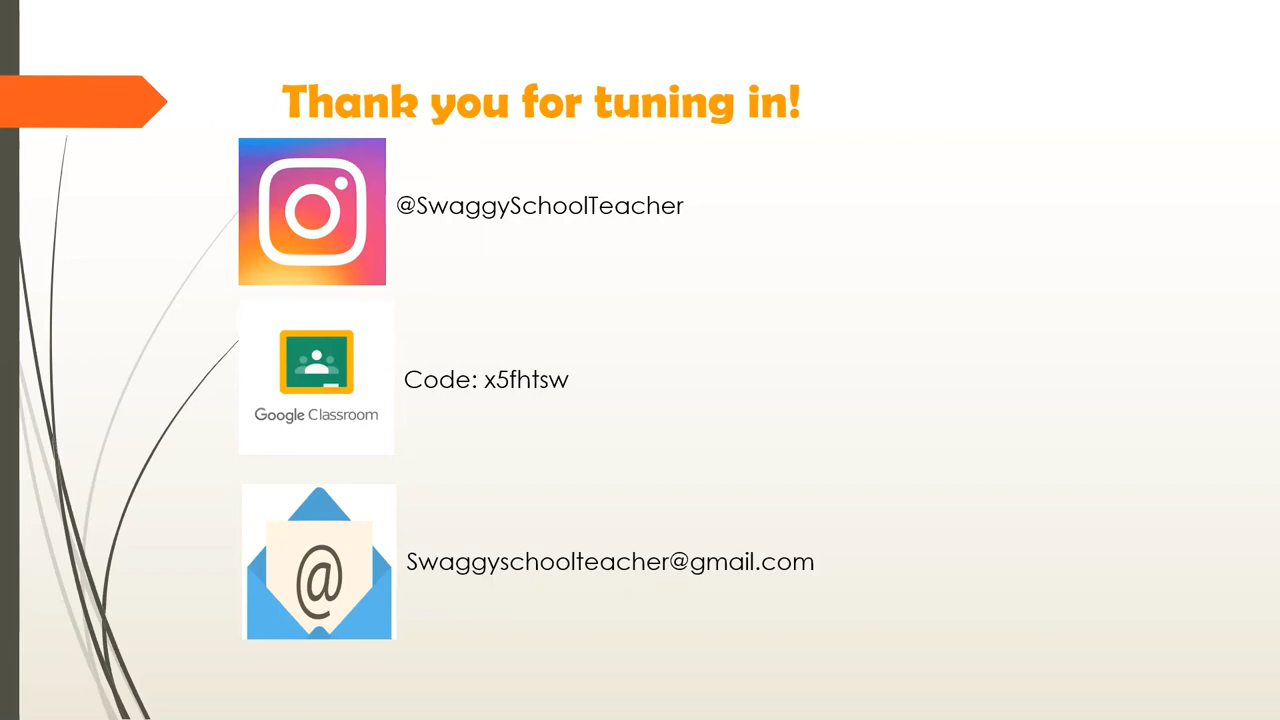 Thank you for tuning in!
@SwaggySchoolTeacher
Google Classroom
Code: x5fhtsw
@
Swaggyschoolteacher@gmail.com